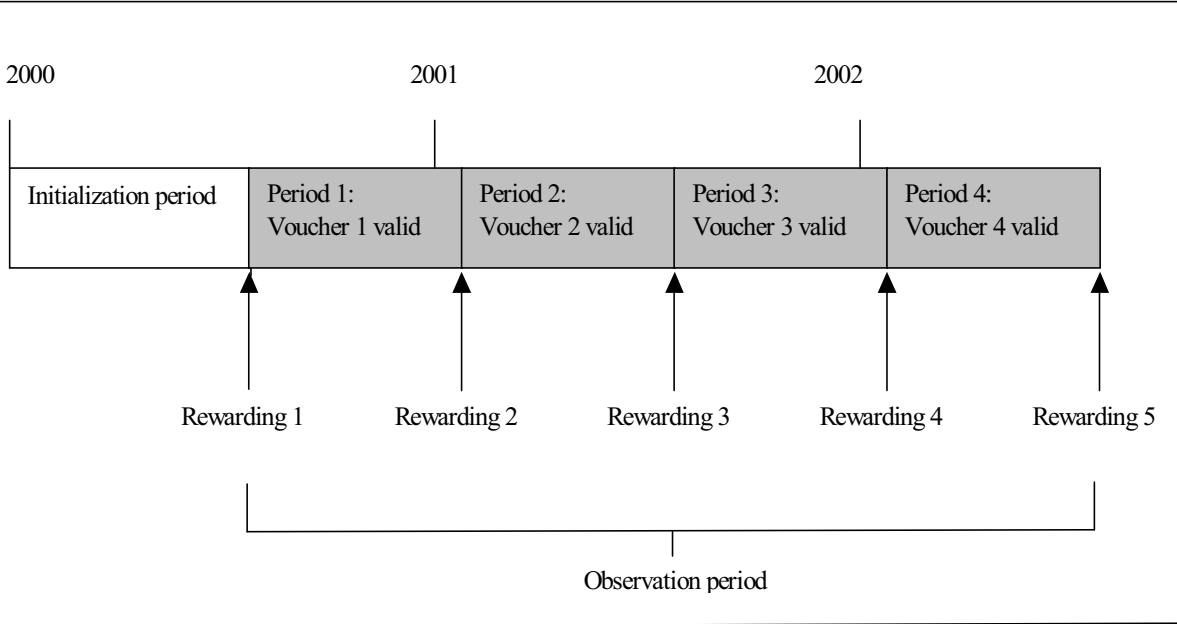 2000
2001
2002
Initialization period
Period 1:
Voucher 1 valid
Period 2:
Voucher 2 valid
Period 3:
Voucher 3 valid
Period 4:
Voucher 4 valid
Rewarding 1
Rewarding 2
Rewarding 3
Rewarding 4
Rewarding 5
Observation period